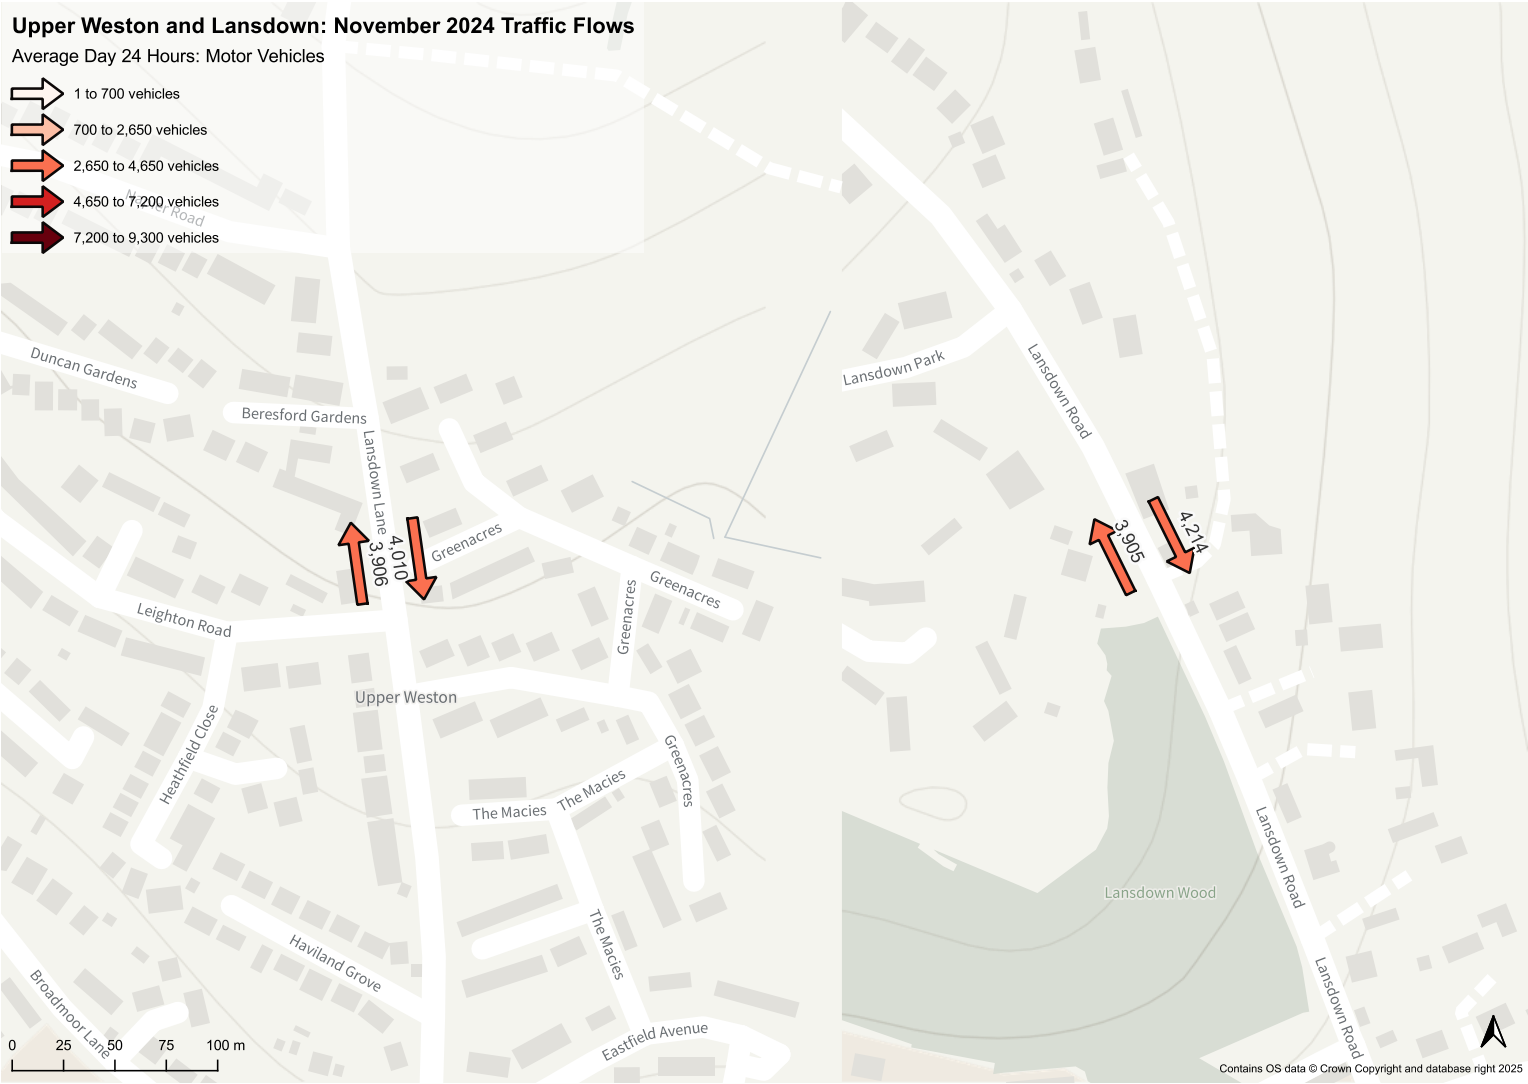 Upper Weston and Lansdown: November 2024 Traffic Flows
Average Day 24 Hours: Motor Vehicles
1 to 700 vehicles
700 to 2,650 vehicles
2,650 to 4,650 vehicles
4,650 to 7,200 vehicles
7,200 to 9,300 vehicles
Napier Road
Duncan Gardens
Beresford Gardens
Lansdown Lane
Greenacres
3,906
4,010
Greenacres
Greenacres
Leighton Road
Upper Weston
Heathfield Close
Greenacres
The Macies
The Macies
The Macies
Haviland Grove
Broadmoor Lane
Eastfield Avenue
Lansdown Park
Lansdown Road
3,905
4,214
Lansdown Road
Lansdown Wood
Lansdown Road
0 25 50 75 100 m
Contains OS data © Crown Copyright and database right 2025